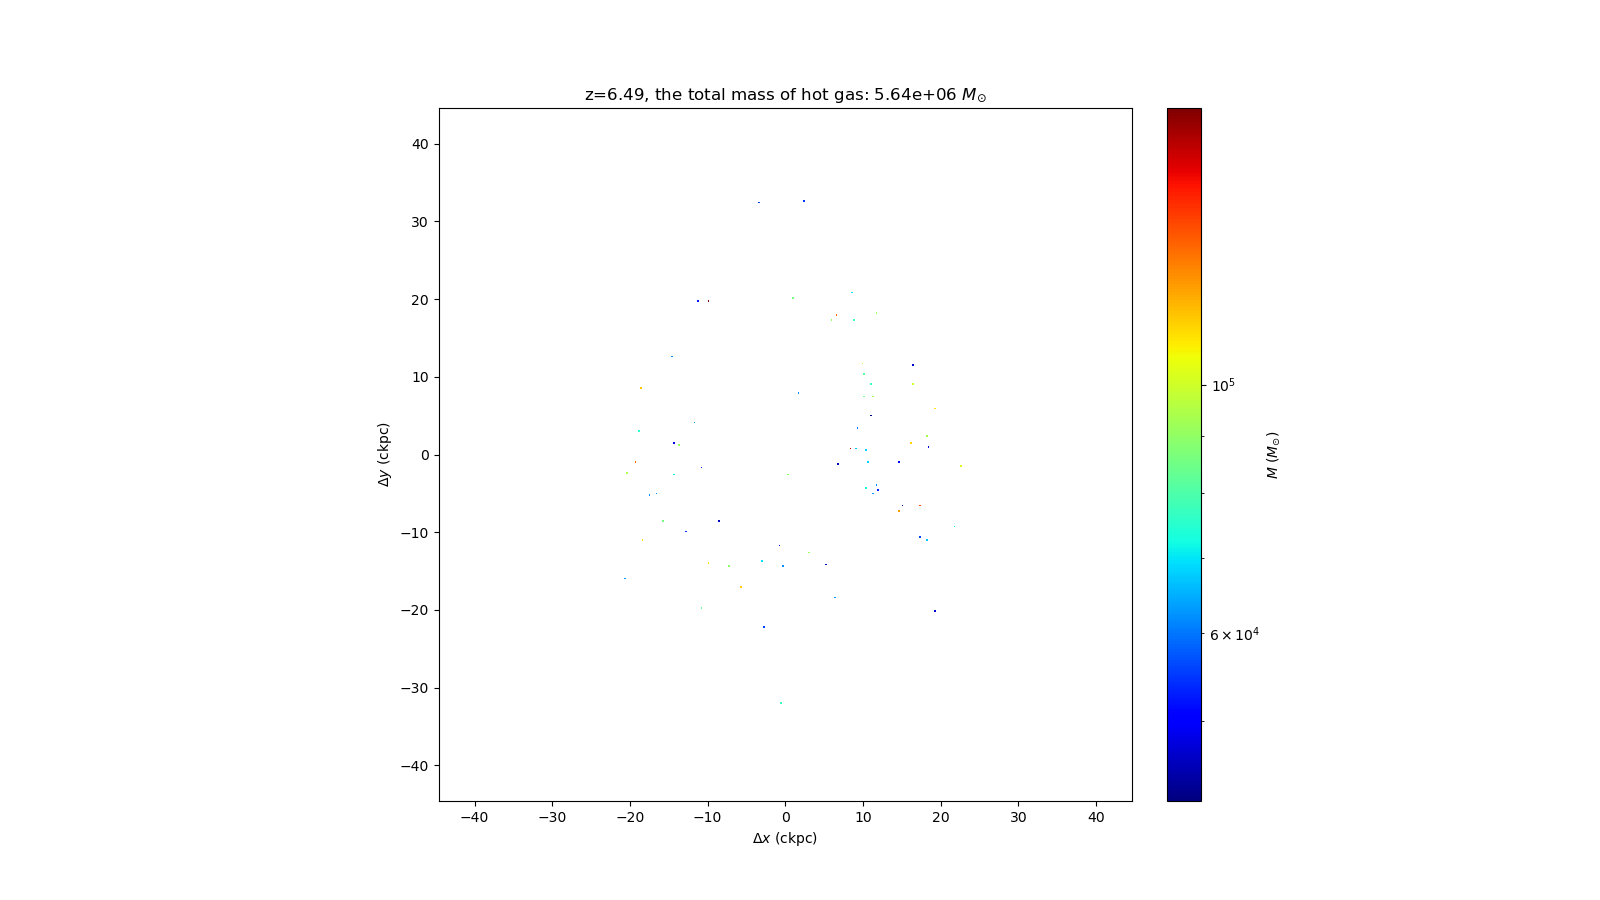 z=6.49, the total mass of hot gas: 5.64e+06 $M_{\odot}$
40
30
20
10
0
−10
−20
−30
−40
Δy (ckpc)
−40 −30 −20 −10 0 10 20 30 40
Δx (ckpc)
10^5
6 × 10^4
M (M_⊙)